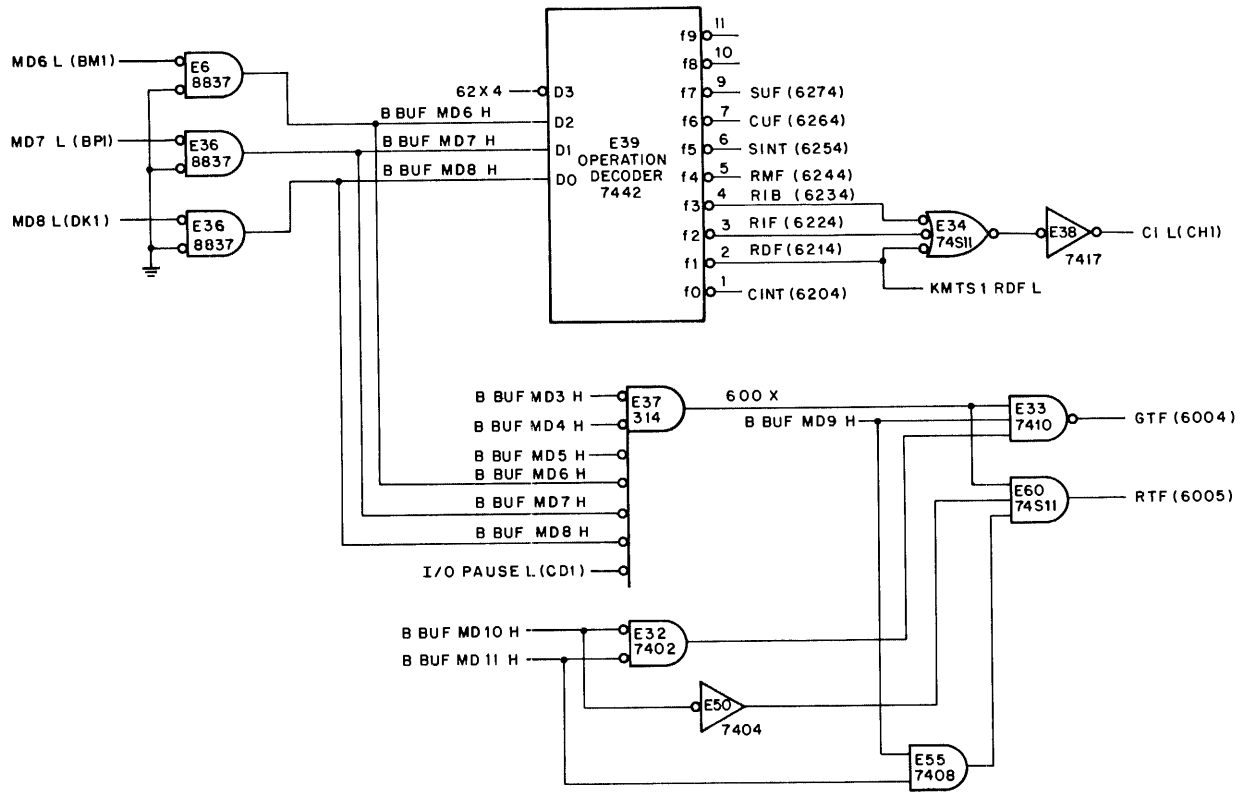 MD6 L (BM1)
E6
8837
MD7 L (BP1)
E36
8837
MD8 L (DK1)
E36
8837
B BUF MD6 H
B BUF MD7 H
B BUF MD8 H
62X4
D3
D2
D1
D0
E39
OPERATION
DECODER
7442
f9 11
f8 10
f7 9 SUF (6274)
f6 7 CUF (6264)
f5 6 SINT (6254)
f4 5 RMF (6244)
f3 4 RIB (6234)
f2 3 RIF (6224)
f1 2 RDF (6214)
f0 1 CINT (6204)
KMTS1 RDF L
E34
74S11
E38
7417
C1 L (CH1)
B BUF MD3 H
B BUF MD4 H
B BUF MD5 H
B BUF MD6 H
B BUF MD7 H
B BUF MD8 H
I/O PAUSE L (CD1)
E37
314
600 X
B BUF MD9 H
E33
7410
GTF (6004)
E60
74S11
RTF (6005)
B BUF MD10 H
B BUF MD11 H
E32
7402
E50
7404
E55
7408